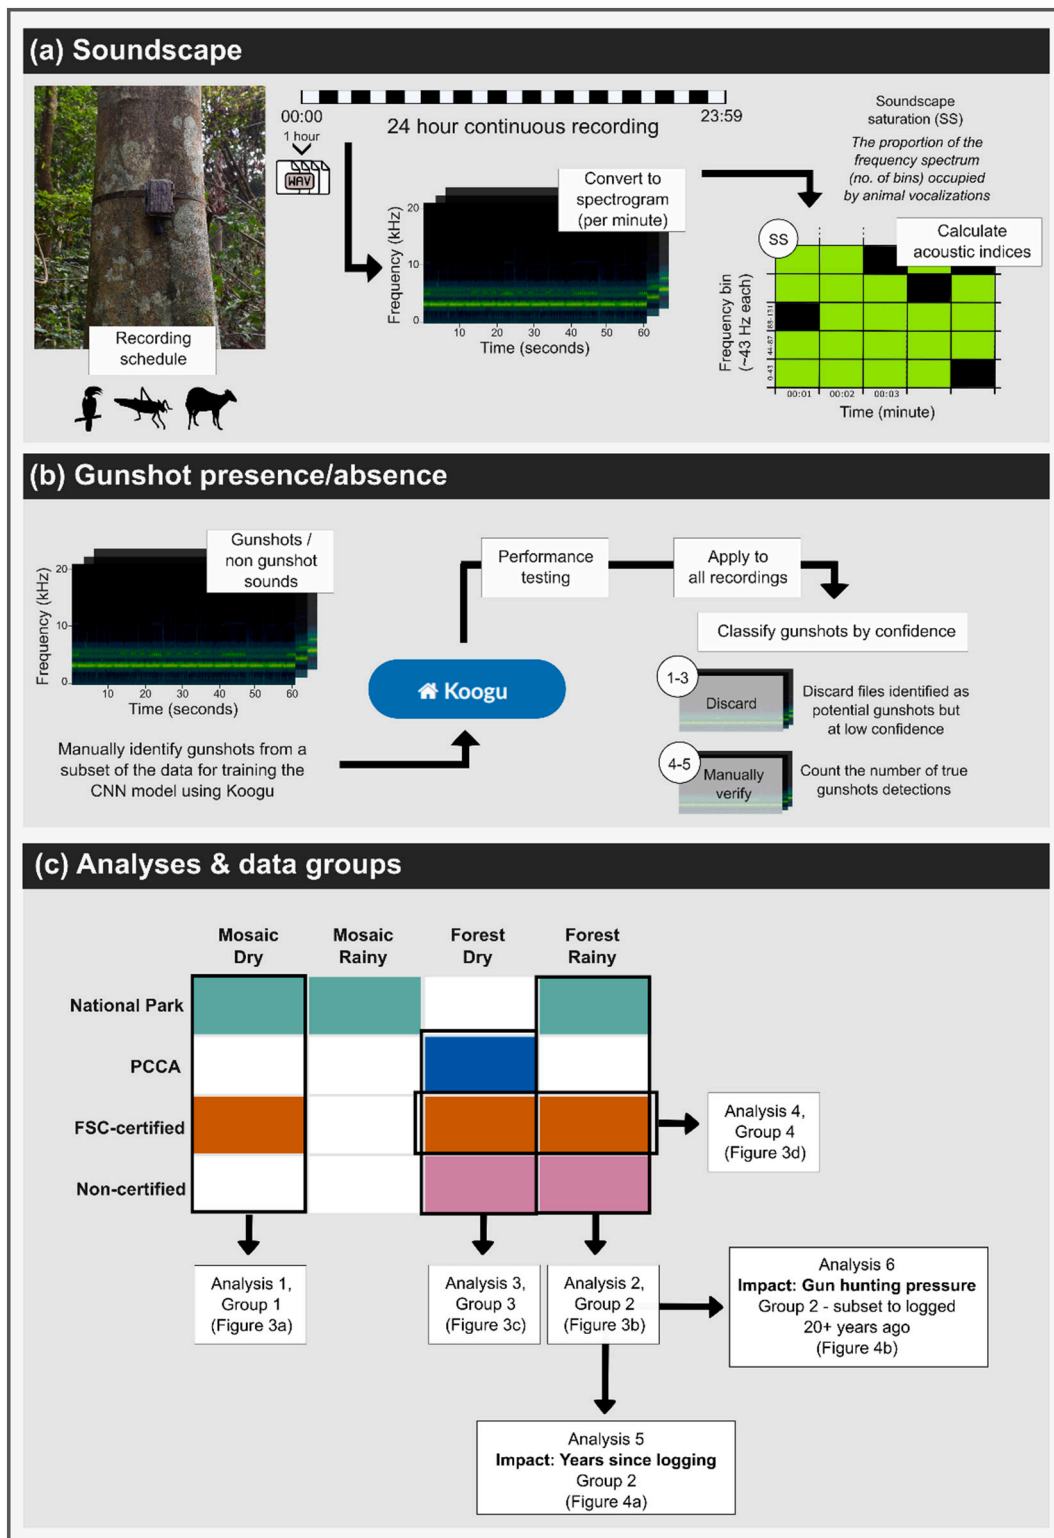 (a) Soundscape
00:00
23:59
1 hour
WAV
24 hour continuous recording
Recording
schedule
Convert to
spectrogram
(per minute)
Frequency (kHz)
20
10
0
10 20 30 40 50 60
Time (seconds)
Soundscape
saturation (SS)
The proportion of the
frequency spectrum
(no. of bins) occupied
by animal vocalizations
SS
Calculate
acoustic indices
Frequency bin
(~43 Hz each)
88-131
44-87
0-43
00:01 00:02 00:03
Time (minute)
(b) Gunshot presence/absence
Gunshots /
non gunshot
sounds
Frequency (kHz)
20
10
0
10 20 30 40 50 60
Time (seconds)
Manually identify gunshots from a
subset of the data for training the
CNN model using Koogu
Koogu
Performance
testing
Apply to
all recordings
Classify gunshots by confidence
1-3
Discard
Discard files identified as
potential gunshots but
at low confidence
4-5
Manually
verify
Count the number of true
gunshots detections
(c) Analyses & data groups
Mosaic
Dry
Mosaic
Rainy
Forest
Dry
Forest
Rainy
National Park
PCCA
FSC-certified
Non-certified
Analysis 4,
Group 4
(Figure 3d)
Analysis 1,
Group 1
(Figure 3a)
Analysis 3,
Group 3
(Figure 3c)
Analysis 2,
Group 2
(Figure 3b)
Analysis 6
Impact: Gun hunting pressure
Group 2 - subset to logged
20+ years ago
(Figure 4b)
Analysis 5
Impact: Years since logging
Group 2
(Figure 4a)